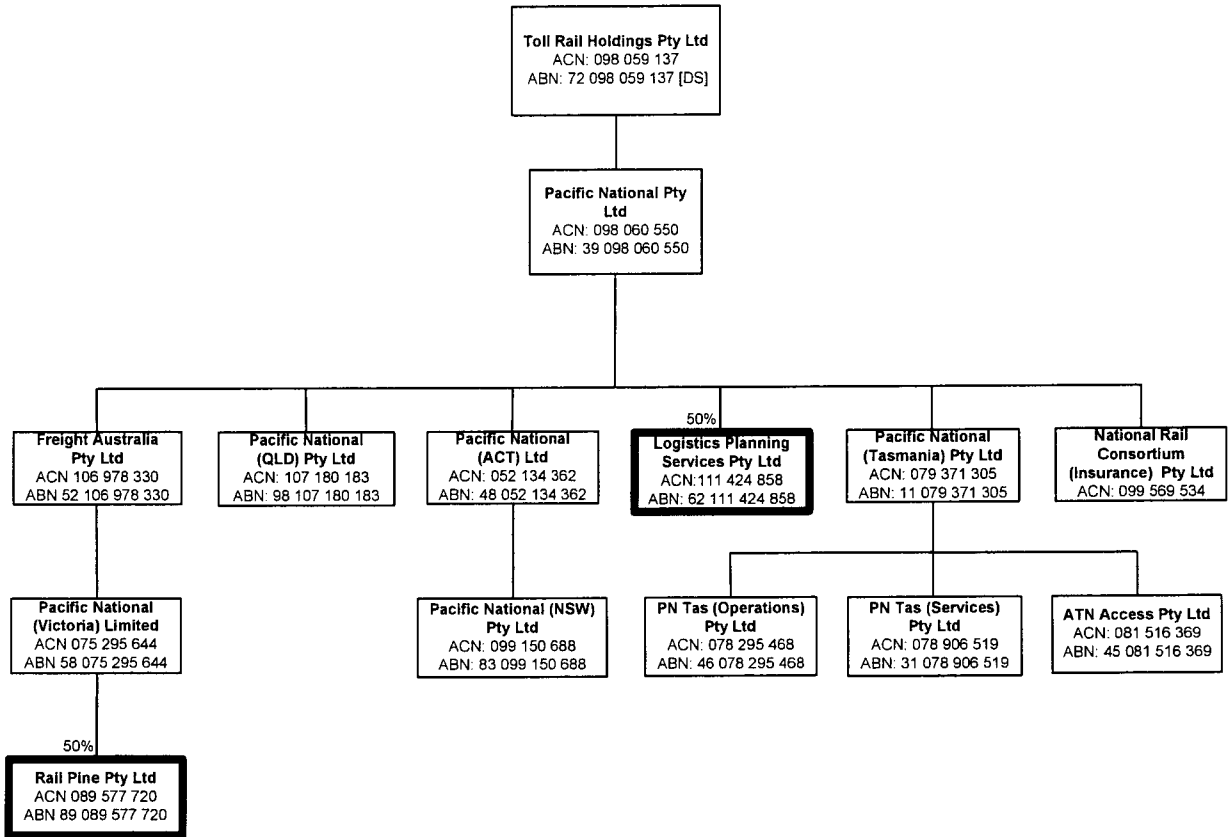 Toll Rail Holdings Pty Ltd
ACN: 098 059 137
ABN: 72 098 059 137 [DS]
Pacific National Pty
Ltd
ACN: 098 060 550
ABN: 39 098 060 550
Freight Australia
Pty Ltd
ACN 106 978 330
ABN 52 106 978 330
Pacific National
(QLD) Pty Ltd
ACN: 107 180 183
ABN: 98 107 180 183
Pacific National
(ACT) Ltd
ACN: 052 134 362
ABN: 48 052 134 362
50%
Logistics Planning
Services Pty Ltd
ACN:111 424 858
ABN: 62 111 424 858
Pacific National
(Tasmania) Pty Ltd
ACN: 079 371 305
ABN: 11 079 371 305
National Rail
Consortium
(Insurance) Pty Ltd
ACN: 099 569 534
Pacific National
(Victoria) Limited
ACN 075 295 644
ABN 58 075 295 644
Pacific National (NSW)
Pty Ltd
ACN: 099 150 688
ABN: 83 099 150 688
PN Tas (Operations)
Pty Ltd
ACN: 078 295 468
ABN: 46 078 295 468
PN Tas (Services)
Pty Ltd
ACN: 078 906 519
ABN: 31 078 906 519
ATN Access Pty Ltd
ACN: 081 516 369
ABN: 45 081 516 369
50%
Rail Pine Pty Ltd
ACN 089 577 720
ABN 89 089 577 720